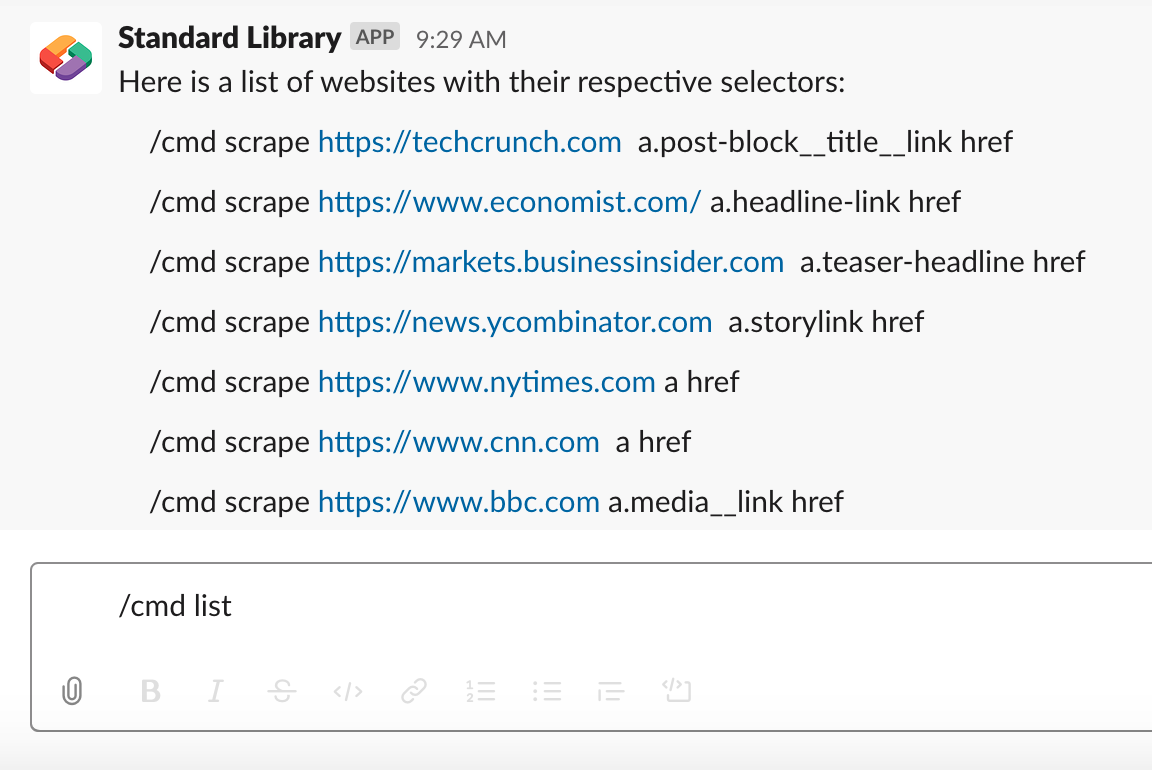 Standard Library APP 9:29 AM
Here is a list of websites with their respective selectors:
/cmd scrape https://techcrunch.com  a.post-block__title__link href
/cmd scrape https://www.economist.com/ a.headline-link href
/cmd scrape https://markets.businessinsider.com  a.teaser-headline href
/cmd scrape https://news.ycombinator.com  a.storylink href
/cmd scrape https://www.nytimes.com a href
/cmd scrape https://www.cnn.com  a href
/cmd scrape https://www.bbc.com a.media__link href
/cmd list